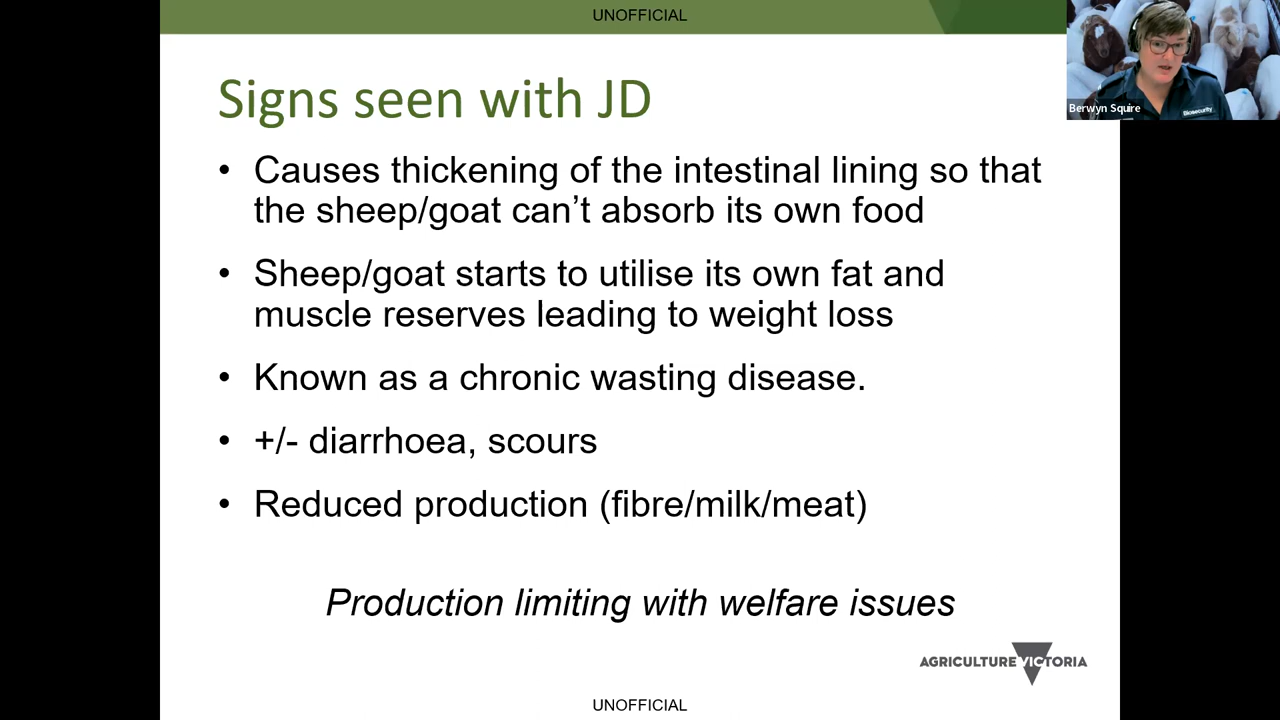 UNOFFICIAL
Berwyn Squire
Biosecurity
Signs seen with JD
• Causes thickening of the intestinal lining so that
the sheep/goat can’t absorb its own food
• Sheep/goat starts to utilise its own fat and
muscle reserves leading to weight loss
• Known as a chronic wasting disease.
• +/- diarrhoea, scours
• Reduced production (fibre/milk/meat)
Production limiting with welfare issues
AGRICULTURE VICTORIA
UNOFFICIAL